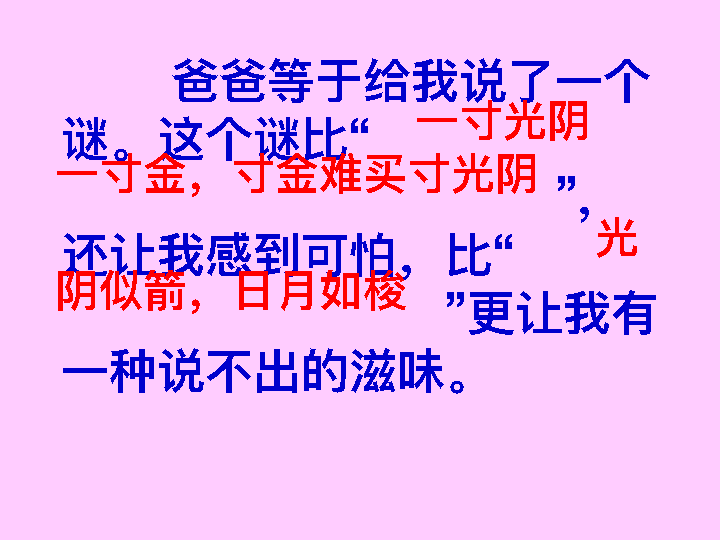 爸爸等于给我说了一个
谜。这个谜比“一寸光阴
一寸金，寸金难买寸光阴”，
还让我感到可怕，比“光
阴似箭，日月如梭”更让我有
一种说不出的滋味。